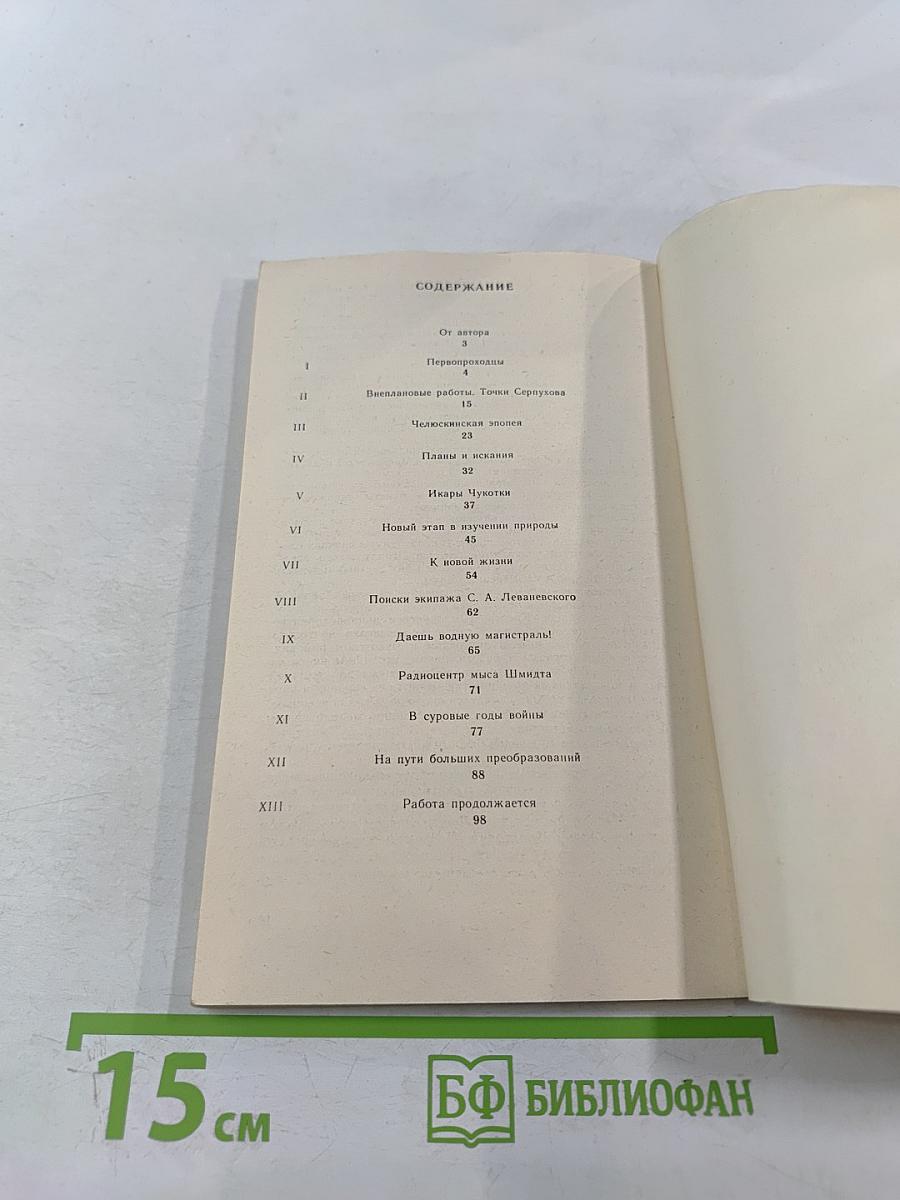 СОДЕРЖАНИЕ
От автора
3
I Первопроходцы
4
II Внеплановые работы. Точки Серпухова
15
III Челюскинская эпопея
23
IV Планы и искания
32
V Икары Чукотки
37
VI Новый этап в изучении природы
45
VII К новой жизни
54
VIII Поиски экипажа С. А. Леваневского
62
IX Даешь водную магистраль!
65
X Радиоцентр мыса Шмидта
71
XI В суровые годы войны
77
XII На пути больших преобразований
88
XIII Работа продолжается
98
15 см БФ БИБЛИОФАН